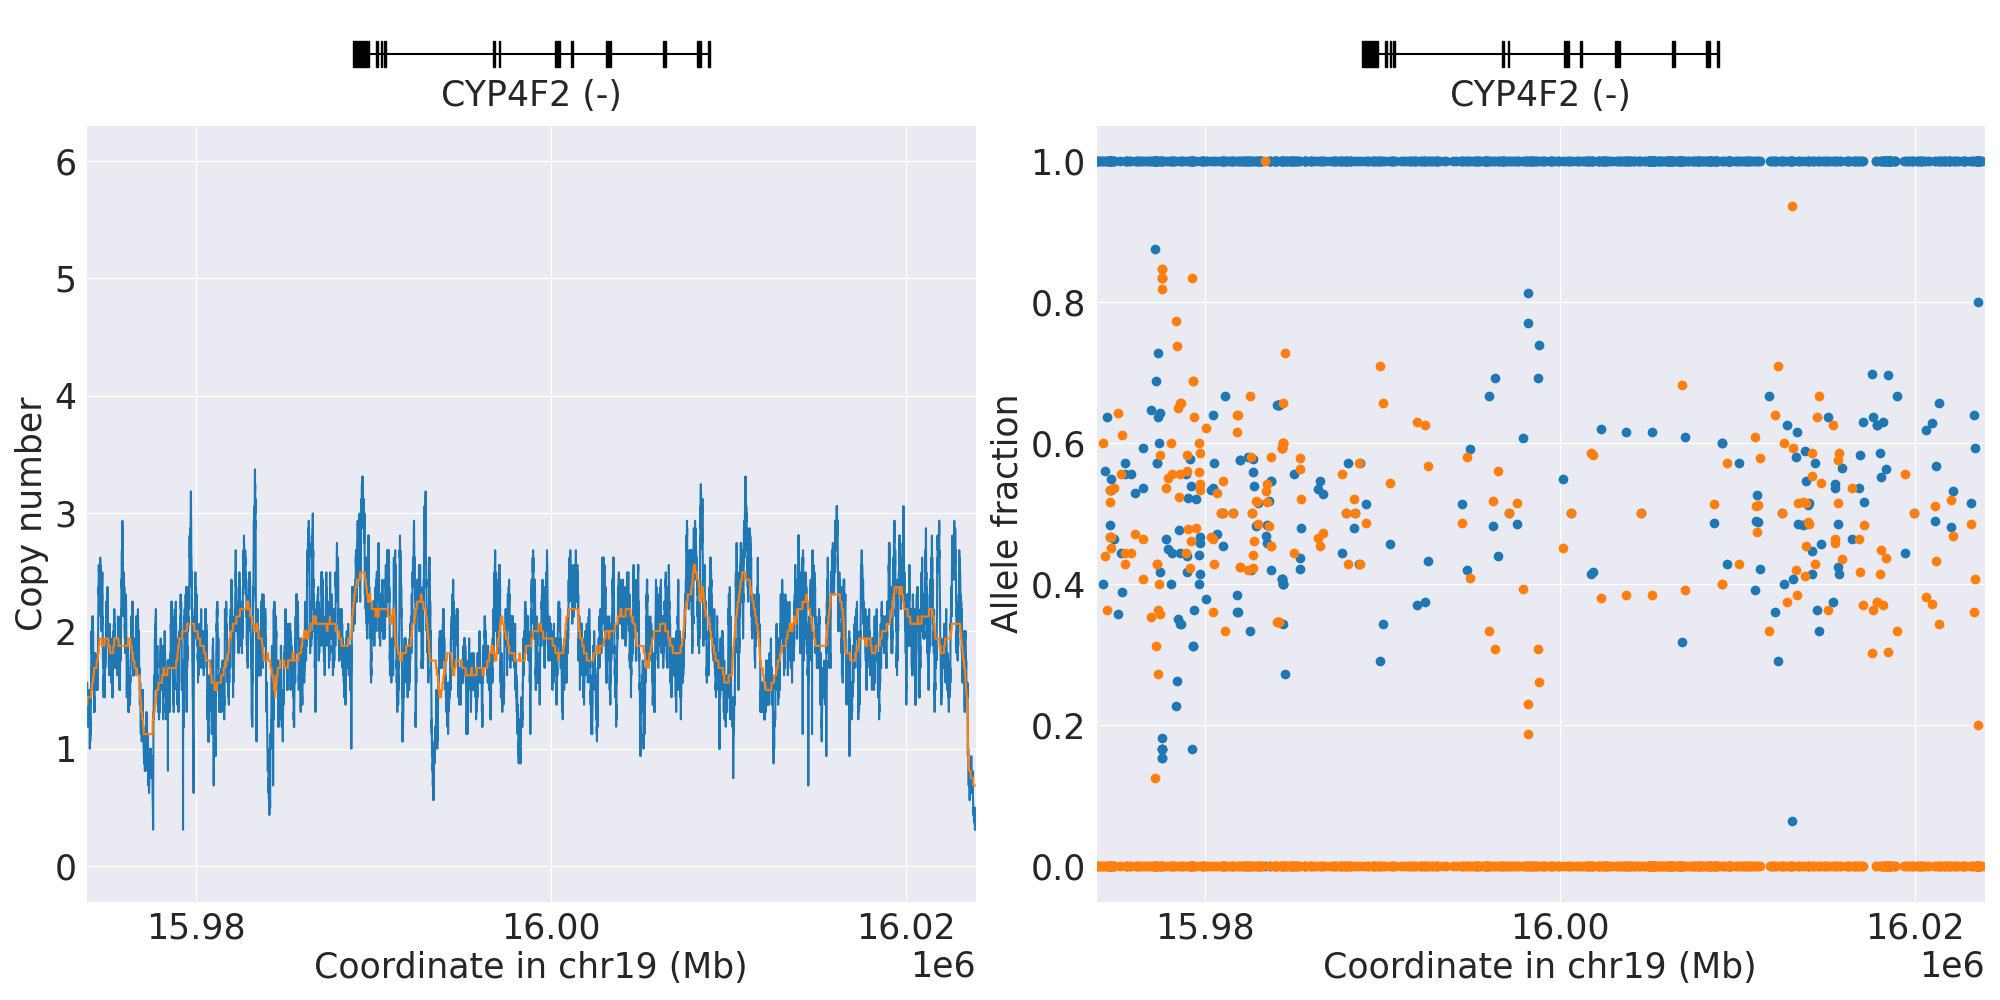 CYP4F2 (-)
6
5
4
3
2
1
0
Copy number
15.98
16.00
16.02
Coordinate in chr19 (Mb)
1e6
CYP4F2 (-)
1.0
0.8
0.6
0.4
0.2
0.0
Allele fraction
15.98
16.00
16.02
Coordinate in chr19 (Mb)
1e6